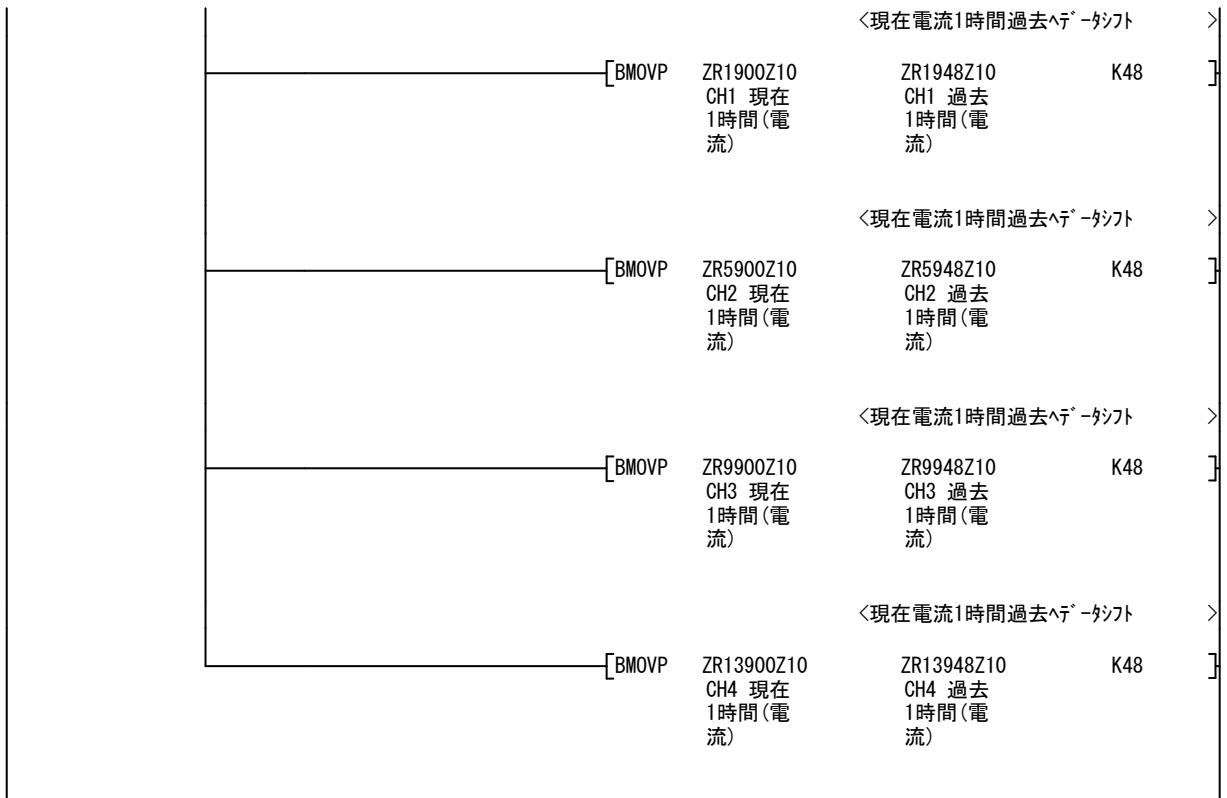 <現在電流1時間過去ﾍﾃﾞｰﾀｼﾌﾄ >
[BMOVP ZR1900Z10 ZR1948Z10 K48 ]
CH1 現在 CH1 過去
1時間(電 1時間(電
流) 流)
<現在電流1時間過去ﾍﾃﾞｰﾀｼﾌﾄ >
[BMOVP ZR5900Z10 ZR5948Z10 K48 ]
CH2 現在 CH2 過去
1時間(電 1時間(電
流) 流)
<現在電流1時間過去ﾍﾃﾞｰﾀｼﾌﾄ >
[BMOVP ZR9900Z10 ZR9948Z10 K48 ]
CH3 現在 CH3 過去
1時間(電 1時間(電
流) 流)
<現在電流1時間過去ﾍﾃﾞｰﾀｼﾌﾄ >
[BMOVP ZR13900Z10 ZR13948Z10 K48 ]
CH4 現在 CH4 過去
1時間(電 1時間(電
流) 流)